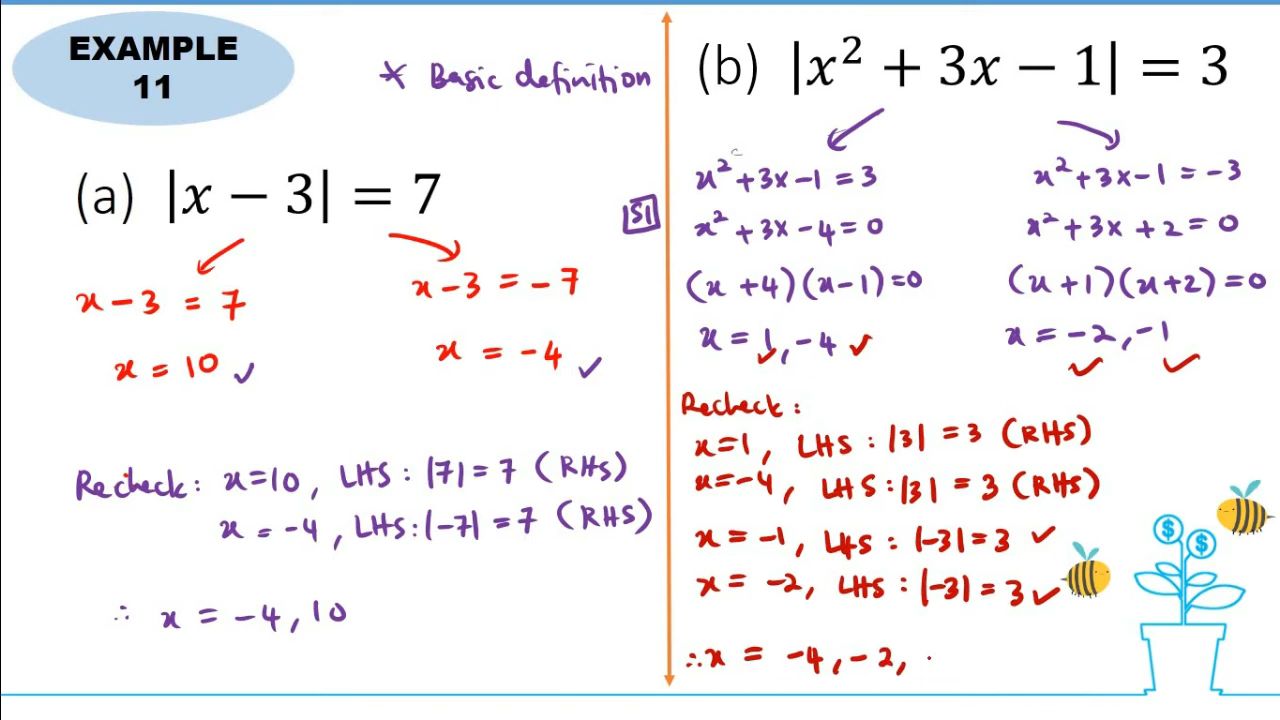 EXAMPLE
11
* Basic definition
(a) |x − 3| = 7
x − 3 = 7
x = 10 ✓
x − 3 = −7
x = −4 ✓
Recheck: x = 10, LHS: |7| = 7 (RHS)
x = −4, LHS: |−7| = 7 (RHS)
∴ x = −4, 10
(b) |x² + 3x − 1| = 3
S1
x² + 3x − 1 = 3
x² + 3x − 4 = 0
(x + 4)(x − 1) = 0
x = 1, −4 ✓
x² + 3x − 1 = −3
x² + 3x + 2 = 0
(x + 1)(x + 2) = 0
x = −2, −1
✓ ✓
Recheck:
x = 1, LHS: |3| = 3 (RHS)
x = −4, LHS: |3| = 3 (RHS)
x = −1, LHS: |−3| = 3 ✓
x = −2, LHS: |−3| = 3 ✓
∴ x = −4, −2,
$ $